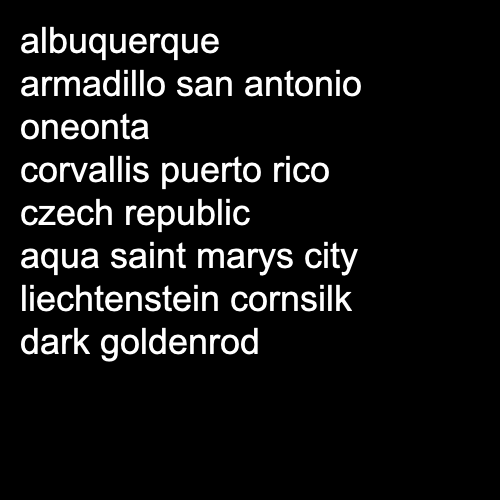 albuquerque
armadillo san antonio
oneonta
corvallis puerto rico
czech republic
aqua saint marys city
liechtenstein cornsilk
dark goldenrod